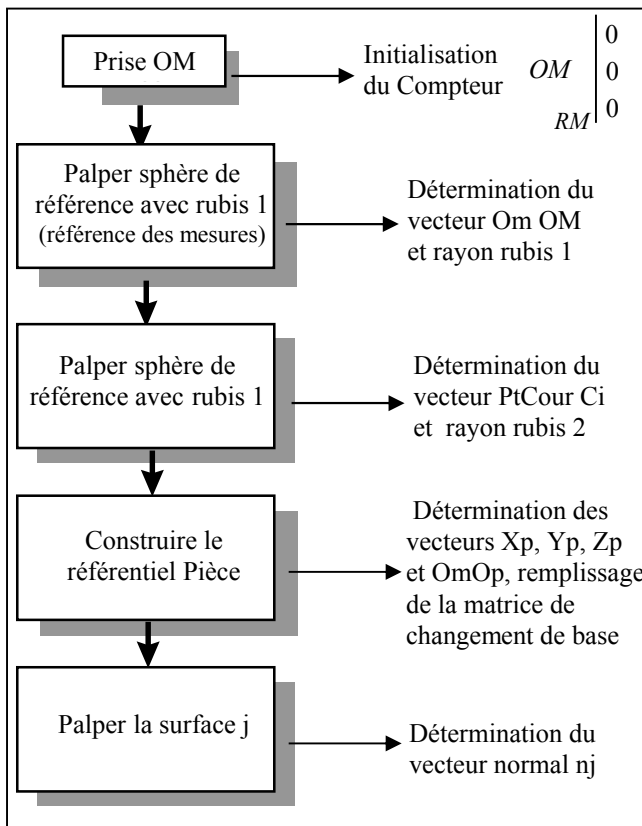 Prise OM
Initialisation
du Compteur
OM
RM
0
0
0
Palper sphère de
référence avec rubis 1
(référence des mesures)
Détermination du
vecteur Om OM
et rayon rubis 1
Palper sphère de
référence avec rubis 1
Détermination du
vecteur PtCour Ci
et rayon rubis 2
Construire le
référentiel Pièce
Détermination des
vecteurs Xp, Yp, Zp
et OmOp, remplissage
de la matrice de
changement de base
Palper la surface j
Détermination du
vecteur normal nj